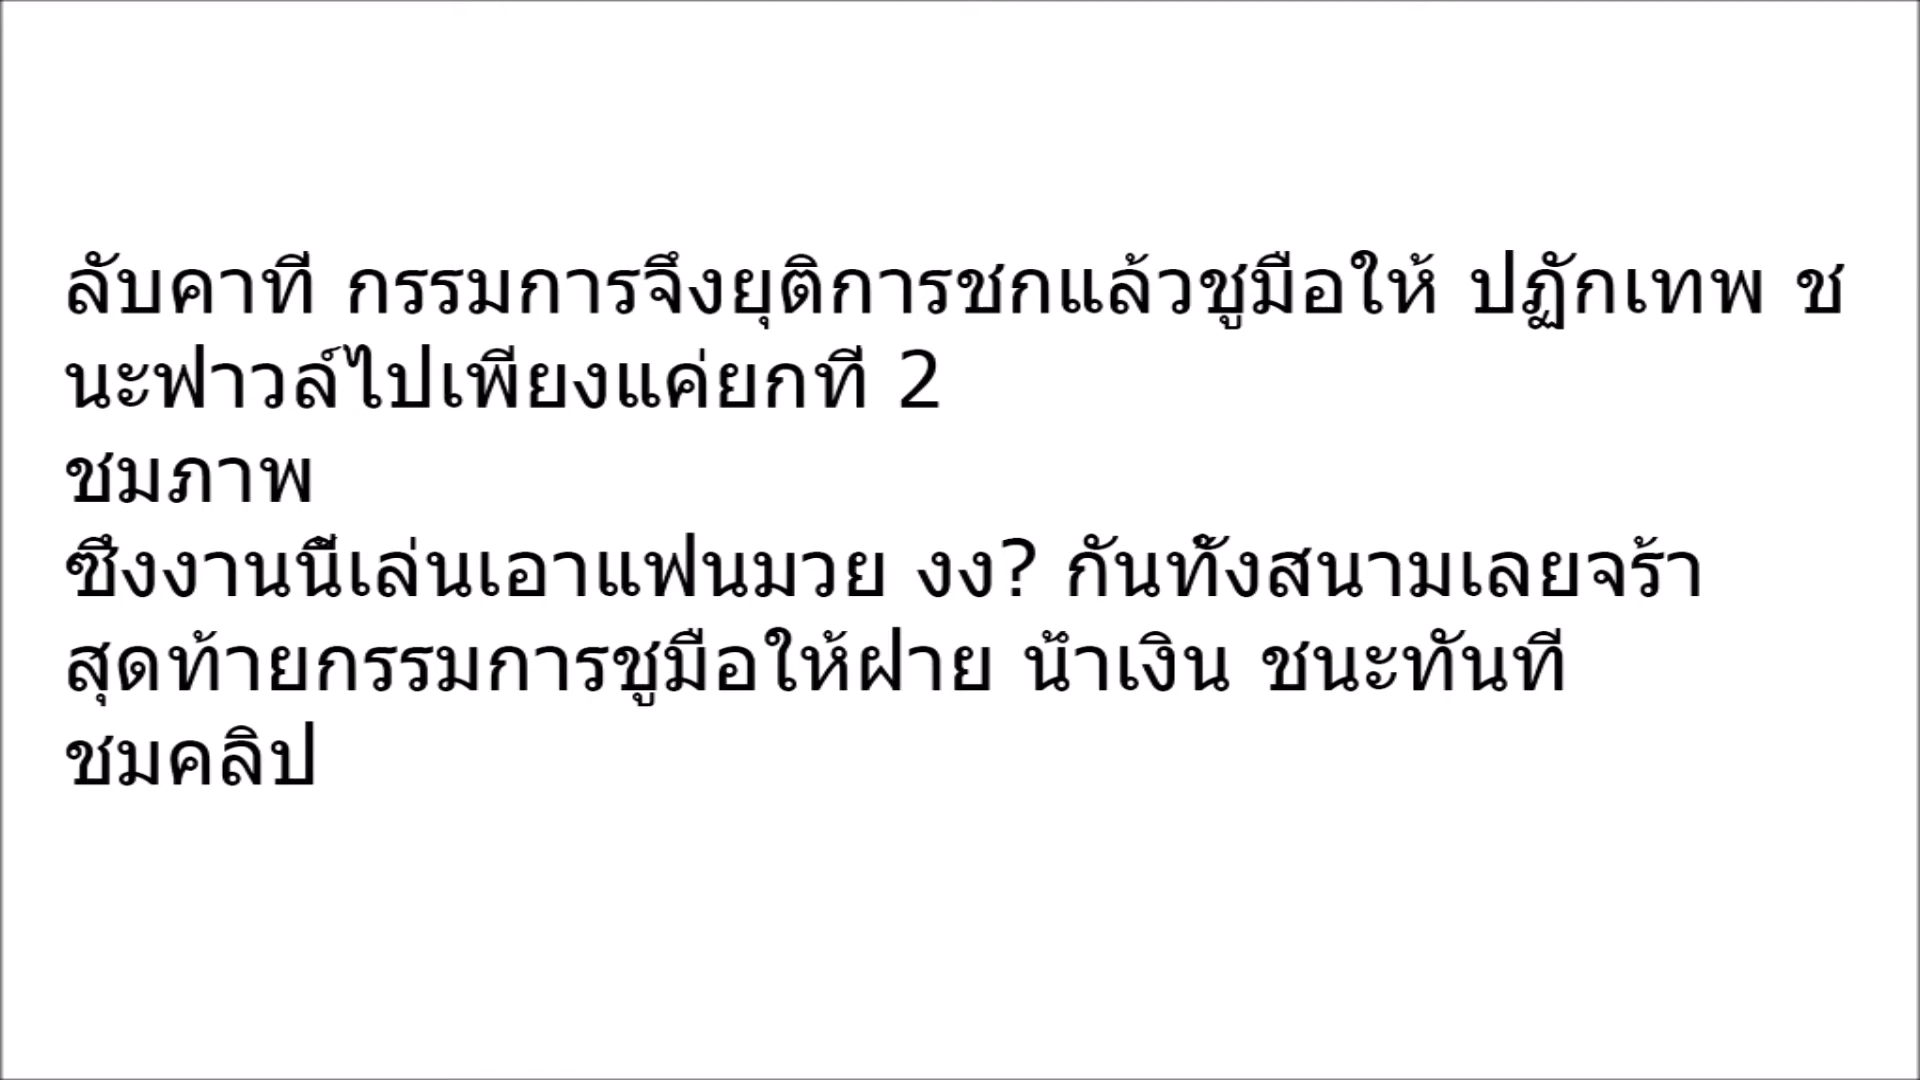 ลับคาที่ กรรมการจึงยุติการชกแล้วชูมือให้ ปฏักเทพ ช
นะฟาวล์ไปเพียงแค่ยกที่ 2
ชมภาพ
ซึ่งงานนี้เล่นเอาแฟนมวย งง? กันทั้งสนามเลยจร้า
สุดท้ายกรรมการชูมือให้ฝ่าย น้ำเงิน ชนะทันที
ชมคลิป